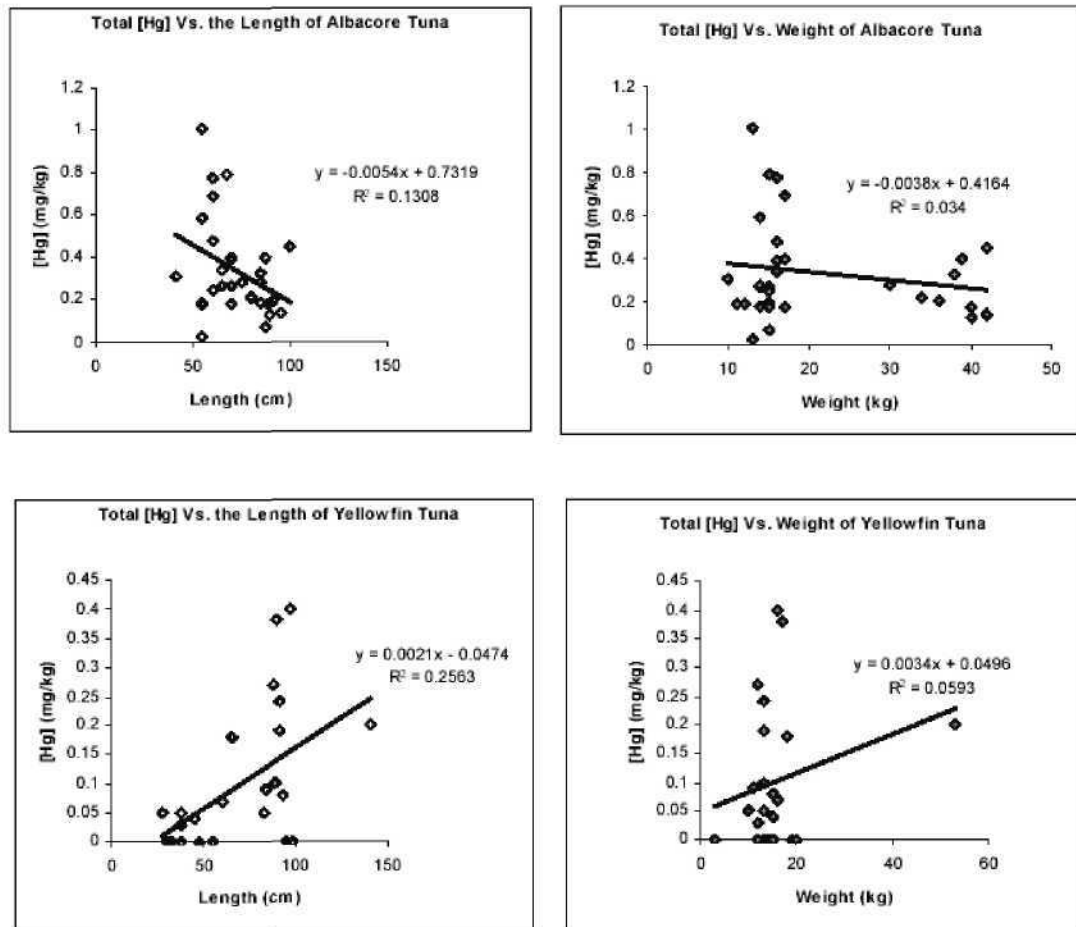 Total [Hg] Vs. the Length of Albacore Tuna
1.2
1
0.8
0.6
0.4
0.2
0
[Hg] (mg/kg)
y = -0.0054x + 0.7319
R² = 0.1308
0 50 100 150
Length (cm)
Total [Hg] Vs. Weight of Albacore Tuna
1.2
1
0.8
0.6
0.4
0.2
0
[Hg] (mg/kg)
y = -0.0038x + 0.4164
R² = 0.034
0 10 20 30 40 50
Weight (kg)
Total [Hg] Vs. the Length of Yellowfin Tuna
0.45
0.4
0.35
0.3
0.25
0.2
0.15
0.1
0.05
0
[Hg] (mg/kg)
y = 0.0021x - 0.0474
R² = 0.2563
0 50 100 150
Length (cm)
Total [Hg] Vs. Weight of Yellowfin Tuna
0.45
0.4
0.35
0.3
0.25
0.2
0.15
0.1
0.05
0
[Hg] (mg/kg)
y = 0.0034x + 0.0496
R² = 0.0593
0 20 40 60
Weight (kg)